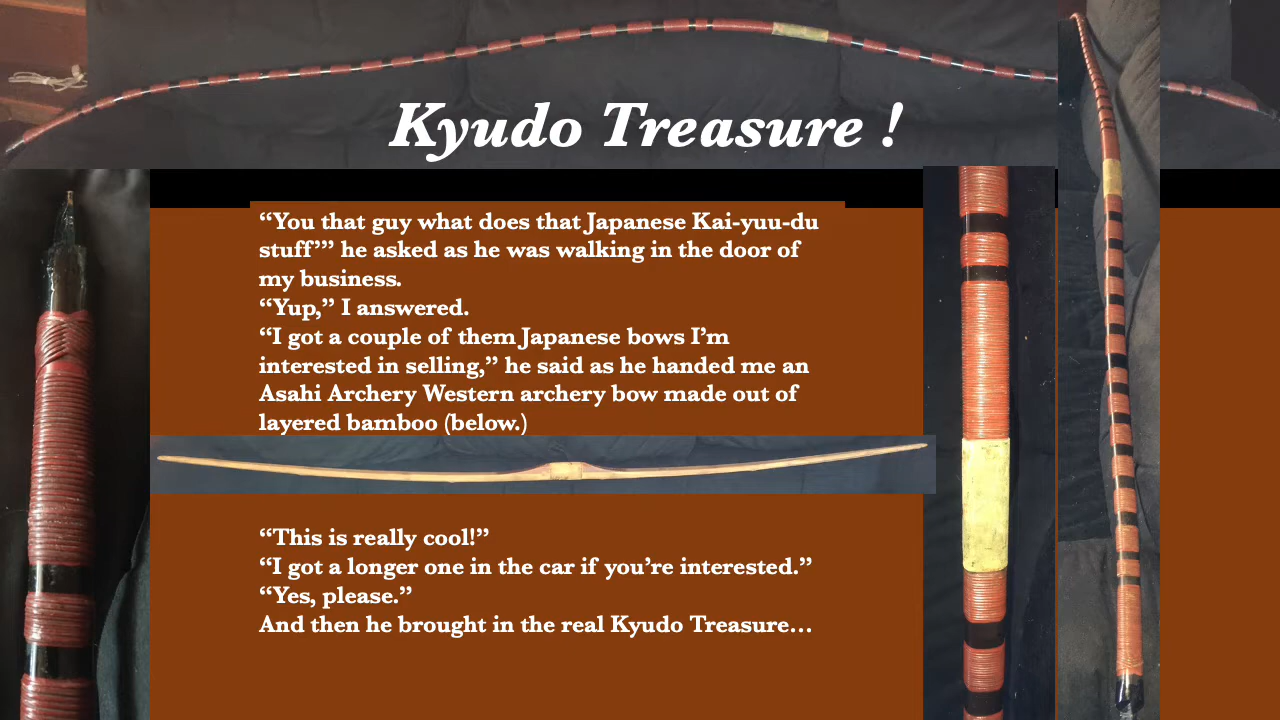 Kyudo Treasure !
“You that guy what does that Japanese Kai-yuu-du
stuff’” he asked as he was walking in the door of
my business.
“Yup,” I answered.
“I got a couple of them Japanese bows I’m
interested in selling,” he said as he handed me an
Asahi Archery Western archery bow made out of
layered bamboo (below.)
“This is really cool!”
“I got a longer one in the car if you’re interested.”
“Yes, please.”
And then he brought in the real Kyudo Treasure…